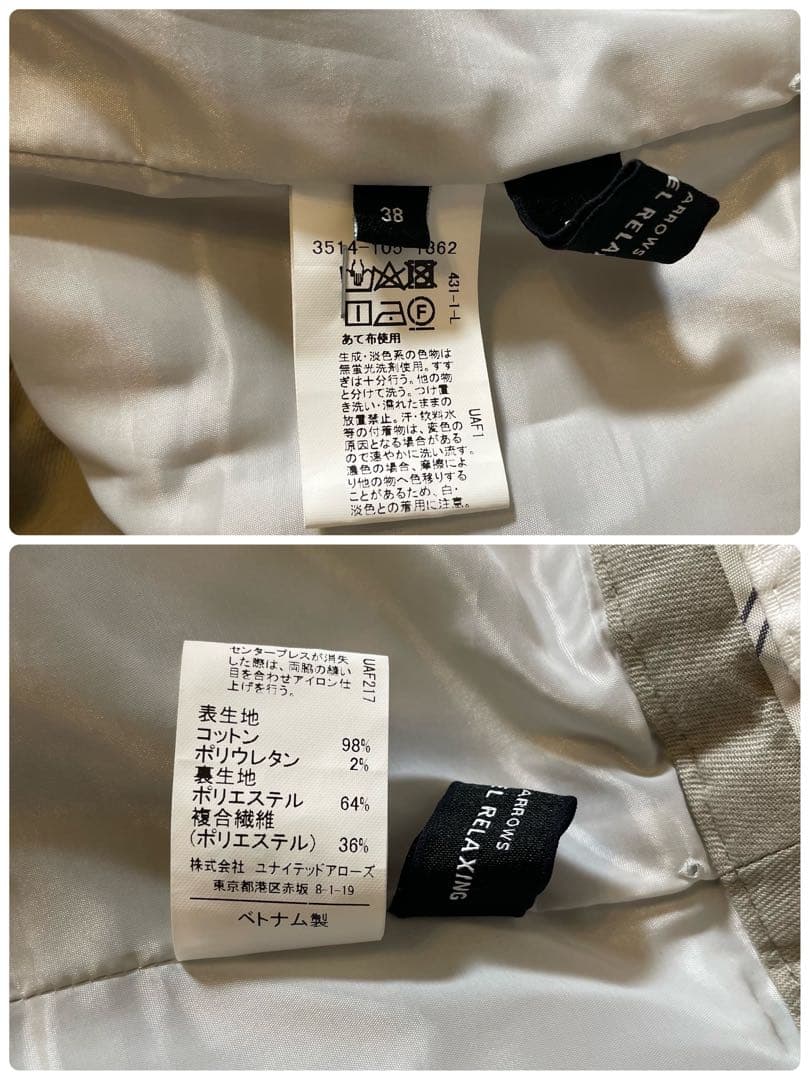 38
3514-105-1862
431-1-L
F
あて布使用
生成・淡色系の色物は
無蛍光洗剤使用。すす
ぎは十分行う。他の物
と分けて洗う。つけ置
き洗い・濡れたままの
放置禁止。汗・飲料水
等の付着物は、変色の
原因となる場合がある
ので速やかに洗い流す。
濃色の場合、摩擦によ
り他の物へ色移りする
ことがあるため、白・
淡色との着用に注意。
UAF1
ARROWS
EL RELAX
センタープレスが消失
した際は、両脇の縫い
目を合わせアイロン仕
上げを行う。
UAF217
表生地
コットン 98%
ポリウレタン 2%
裏生地
ポリエステル 64%
複合繊維
(ポリエステル) 36%
株式会社 ユナイテッドアローズ
東京都港区赤坂 8-1-19
ベトナム製
ARROWS
EL RELAXING